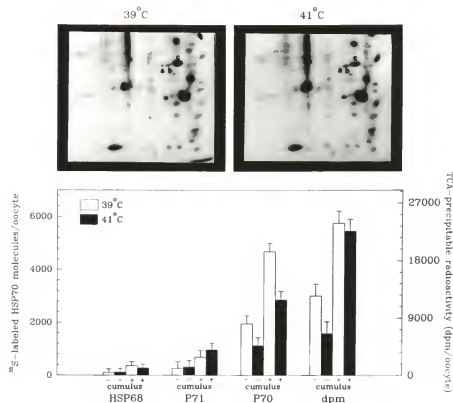 39°C 41°C
a b c a b c
³⁵S-labeled HSP70 molecules/oocyte
6000
4000
2000
0
39°C
41°C
27000
18000
9000
0
TCA-precipitable radioactivity (dpm/oocyte)
− − + + − − + + − − + + − − + +
cumulus cumulus cumulus cumulus
HSP68 P71 P70 dpm